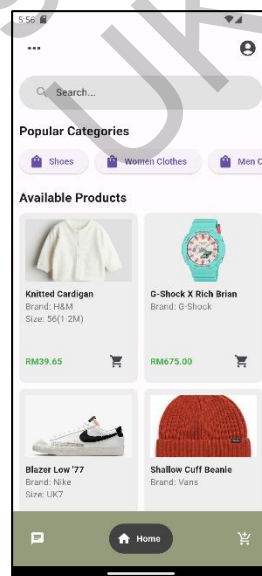 5:56
Search...
Popular Categories
Shoes
Women Clothes
Men C
Available Products
Knitted Cardigan
Brand: H&M
Size: 56(1-2M)
RM39.65
G-Shock X Rich Brian
Brand: G-Shock
RM675.00
Blazer Low '77
Brand: Nike
Size: UK7
Shallow Cuff Beanie
Brand: Vans
Home